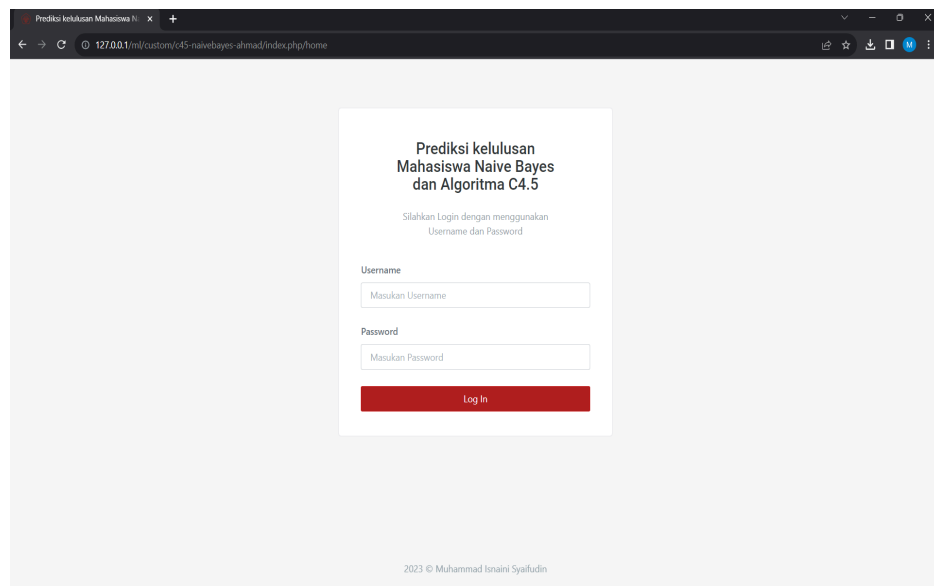 Prediksi kelulusan Mahasiswa N
127.0.0.1/ml/custom/c45-naivebayes-ahmad/index.php/home
M
Prediksi kelulusan
Mahasiswa Naive Bayes
dan Algoritma C4.5
Silahkan Login dengan menggunakan
Username dan Password
Username
Masukan Username
Password
Masukan Password
Log In
2023 © Muhammad Isnaini Syaifudin